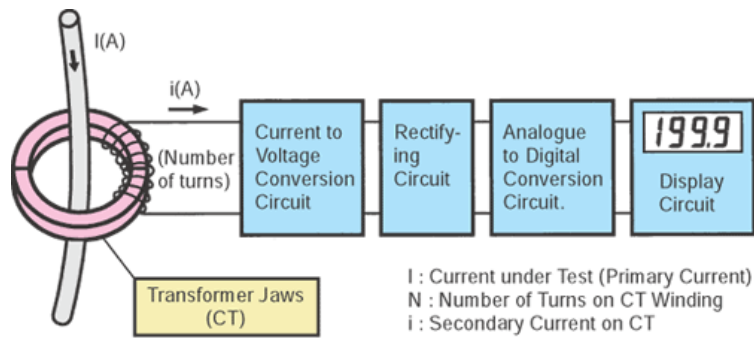 I(A)
i(A)
(Number
of turns)
Current to
Voltage
Conversion
Circuit
Rectify-
ing
Circuit
Analogue
to Digital
Conversion
Circuit.
199.9
Display
Circuit
Transformer Jaws
(CT)
I : Current under Test (Primary Current)
N : Number of Turns on CT Winding
i : Secondary Current on CT